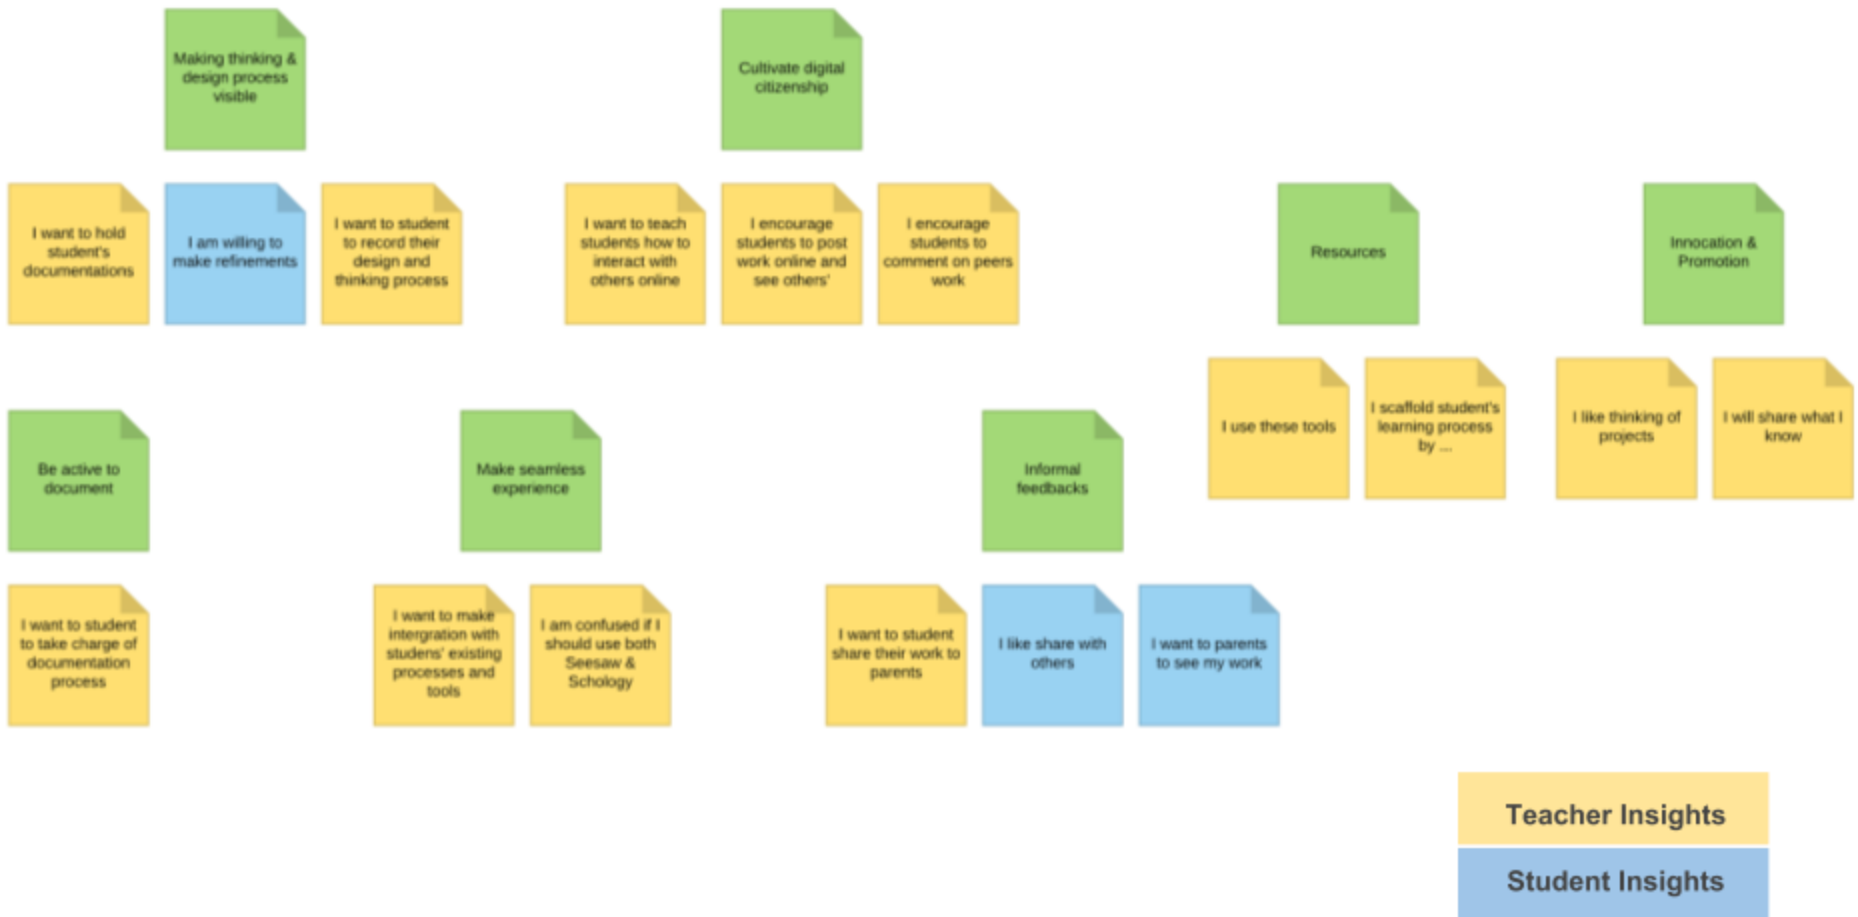 Making thinking &
design process
visible
Cultivate digital
citizenship
I want to hold
student's
documentations
I am willing to
make refinements
I want to student
to record their
design and
thinking process
I want to teach
students how to
interact with
others online
I encourage
students to post
work online and
see others'
I encourage
students to
comment on peers
work
Resources
Innocation &
Promotion
I use these tools
I scaffold student's
learning process
by ...
I like thinking of
projects
I will share what I
know
Be active to
document
Make seamless
experience
Informal
feedbacks
I want to student
to take charge of
documentation
process
I want to make
intergration with
studens' existing
processes and
tools
I am confused if I
should use both
Seesaw &
Schology
I want to student
share their work to
parents
I like share with
others
I want to parents
to see my work
Teacher Insights
Student Insights